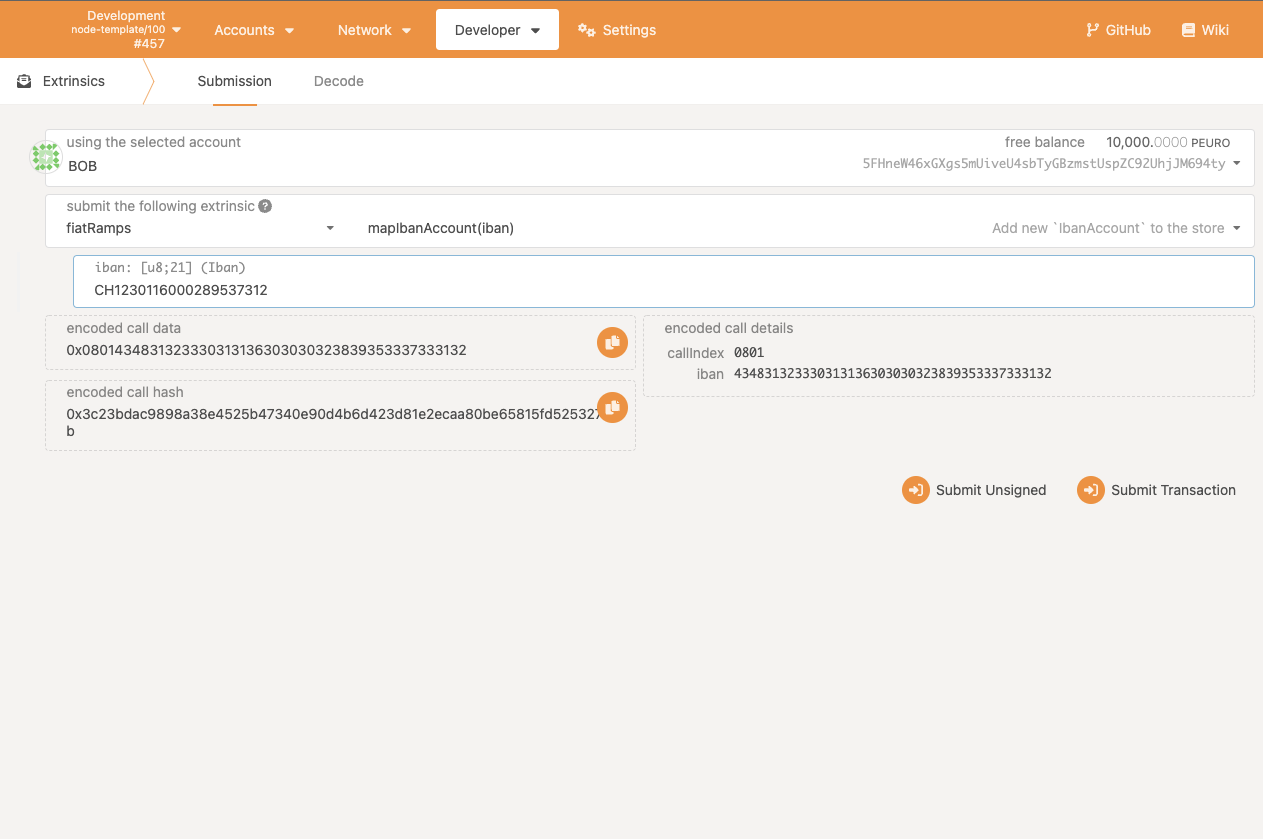 Development
node-template/100
#457
Accounts
Network
Developer
Settings
GitHub
Wiki
Extrinsics
Submission
Decode
using the selected account
BOB
free balance 10,000.0000 PEURO
5FHneW46xGXgs5mUiveU4sbTyGBzmstUspZC92UhjJM694ty
submit the following extrinsic ?
fiatRamps
mapIbanAccount(iban)
Add new `IbanAccount` to the store
iban: [u8;21] (Iban)
CH1230116000289537312
encoded call data
0x0801434831323330313136303030323839353337333132
encoded call details
callIndex 0801
iban 434831323330313136303030323839353337333132
encoded call hash
0x3c23bdac9898a38e4525b47340e90d4b6d423d81e2ecaa80be65815fd525327
b
Submit Unsigned
Submit Transaction